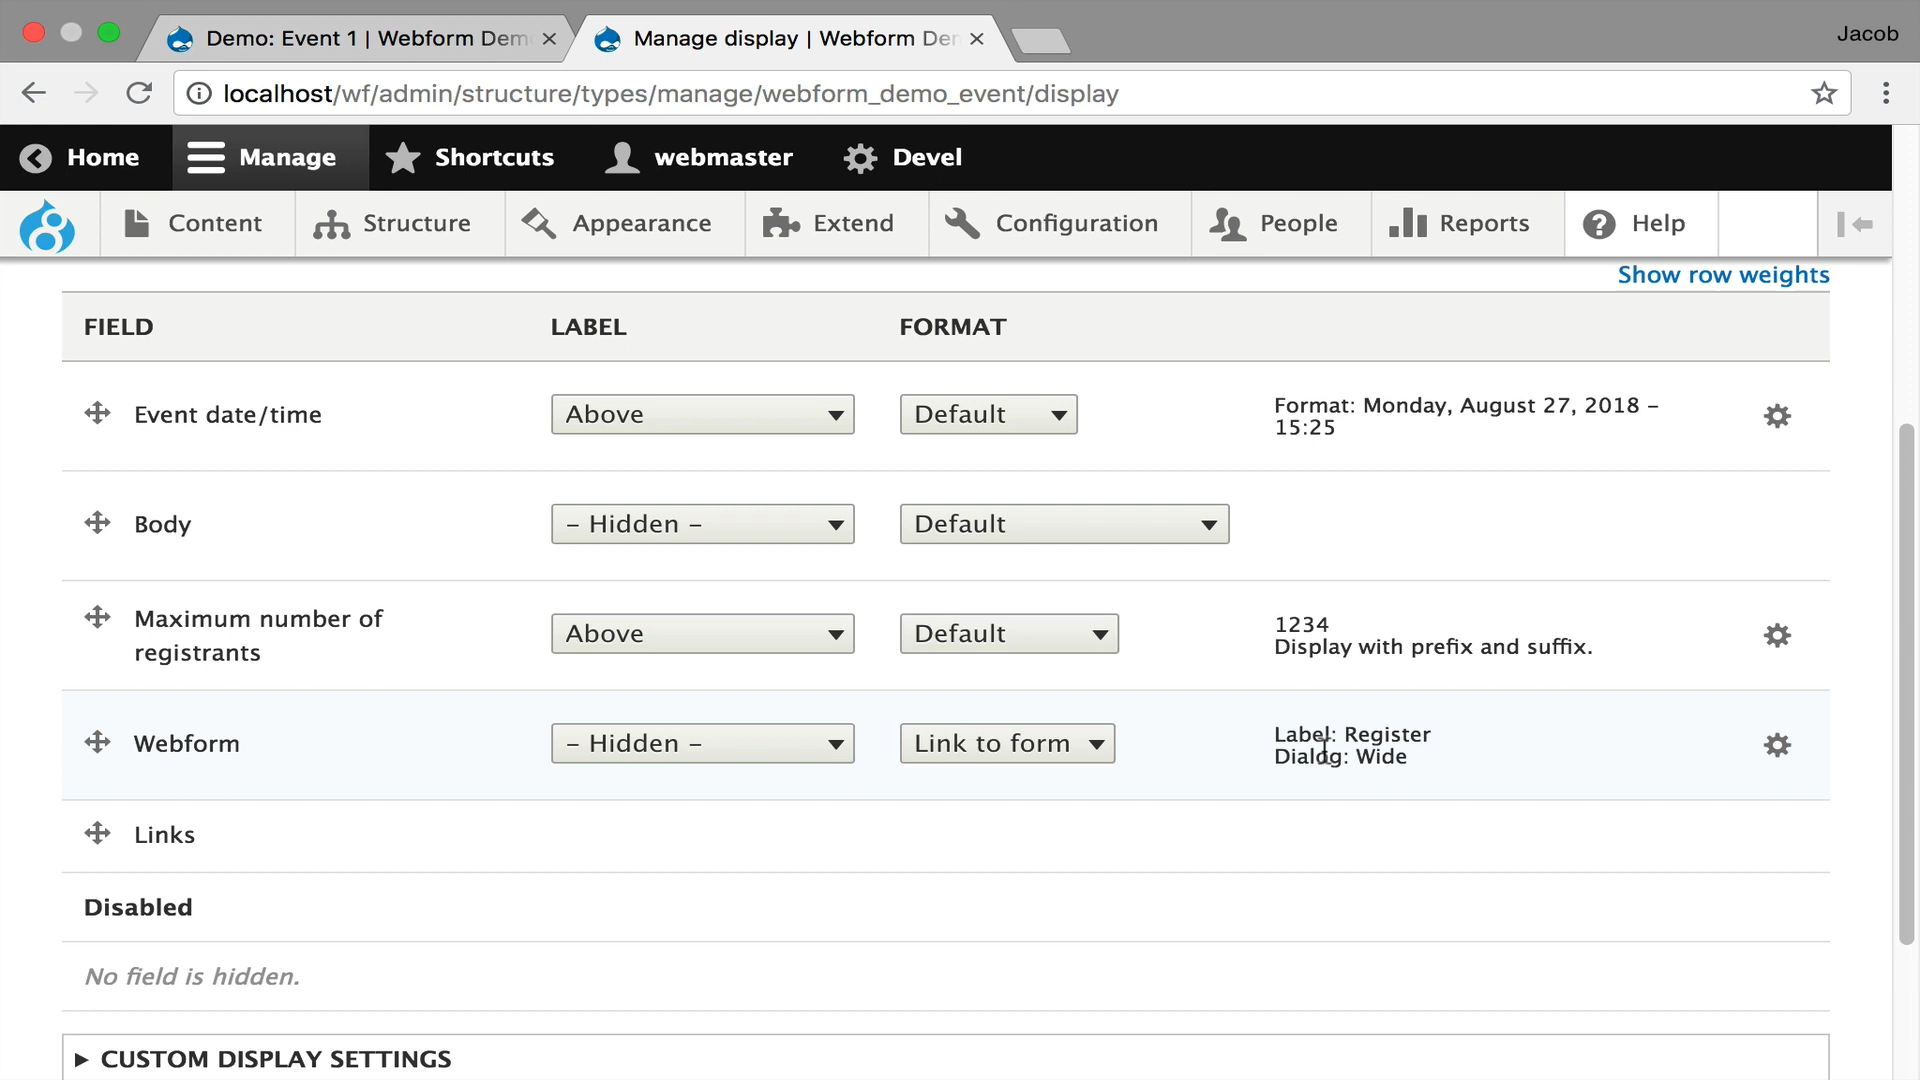 Demo: Event 1 | Webform Dem
Manage display | Webform Den
Jacob
localhost/wf/admin/structure/types/manage/webform_demo_event/display
Home
Manage
Shortcuts
webmaster
Devel
Content
Structure
Appearance
Extend
Configuration
People
Reports
Help
Show row weights
FIELD LABEL FORMAT
Event date/time
Above
Default
Format: Monday, August 27, 2018 –
15:25
Body
– Hidden –
Default
Maximum number of
registrants
Above
Default
1234
Display with prefix and suffix.
Webform
– Hidden –
Link to form
Label: Register
Dialog: Wide
Links
Disabled
No field is hidden.
CUSTOM DISPLAY SETTINGS